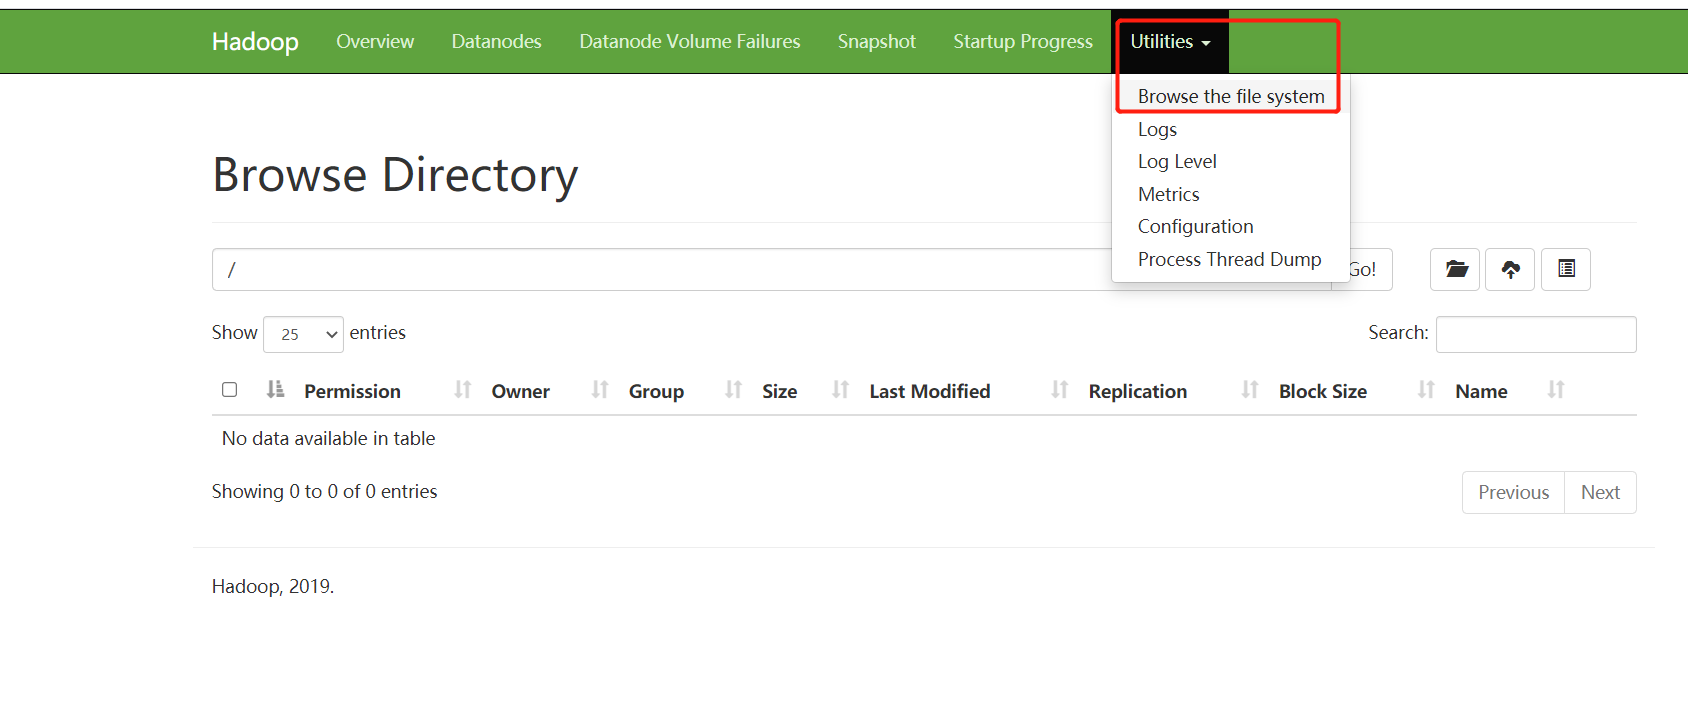 Hadoop Overview Datanodes Datanode Volume Failures Snapshot Startup Progress Utilities
Browse the file system
Logs
Log Level
Metrics
Configuration
Process Thread Dump
Browse Directory
/ Go!
Show 25 entries Search:
Permission Owner Group Size Last Modified Replication Block Size Name
No data available in table
Showing 0 to 0 of 0 entries Previous Next
Hadoop, 2019.